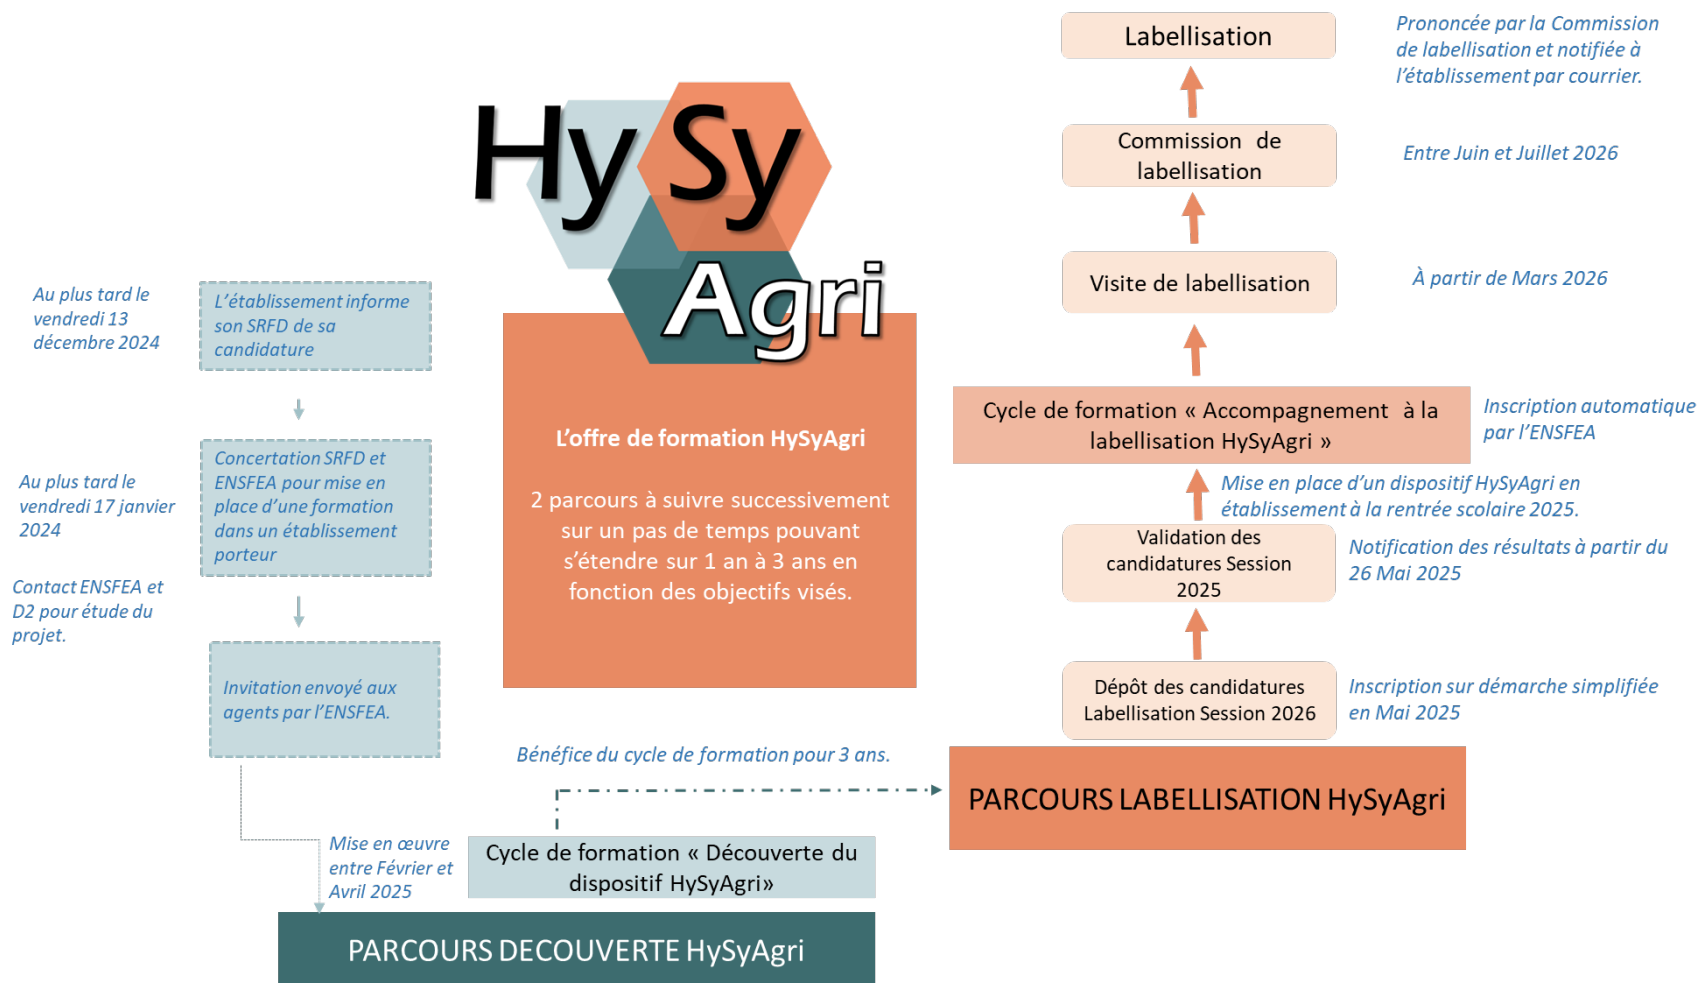 HySy
Agri
L'offre de formation HySyAgri
2 parcours à suivre successivement
sur un pas de temps pouvant
s'étendre sur 1 an à 3 ans en
fonction des objectifs visés.
Au plus tard le
vendredi 13
décembre 2024
L'établissement informe
son SRFD de sa
candidature
Au plus tard le
vendredi 17 janvier
2024
Concertation SRFD et
ENSFEA pour mise en
place d'une formation
dans un établissement
porteur
Contact ENSFEA et
D2 pour étude du
projet.
Invitation envoyé aux
agents par l'ENSFEA.
Mise en œuvre
entre Février et
Avril 2025
Cycle de formation « Découverte du
dispositif HySyAgri»
PARCOURS DECOUVERTE HySyAgri
Bénéfice du cycle de formation pour 3 ans.
Labellisation
Prononcée par la Commission
de labellisation et notifiée à
l'établissement par courrier.
Commission de
labellisation
Entre Juin et Juillet 2026
Visite de labellisation
À partir de Mars 2026
Cycle de formation « Accompagnement à la
labellisation HySyAgri »
Inscription automatique
par l'ENSFEA
Mise en place d'un dispositif HySyAgri en
établissement à la rentrée scolaire 2025.
Validation des
candidatures Session
2025
Notification des résultats à partir du
26 Mai 2025
Dépôt des candidatures
Labellisation Session 2026
Inscription sur démarche simplifiée
en Mai 2025
PARCOURS LABELLISATION HySyAgri